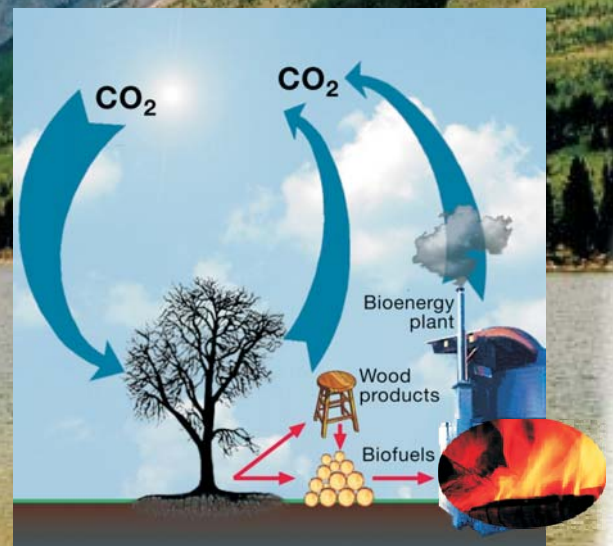 CO₂
CO₂
Bioenergy
plant
Wood
products
Biofuels